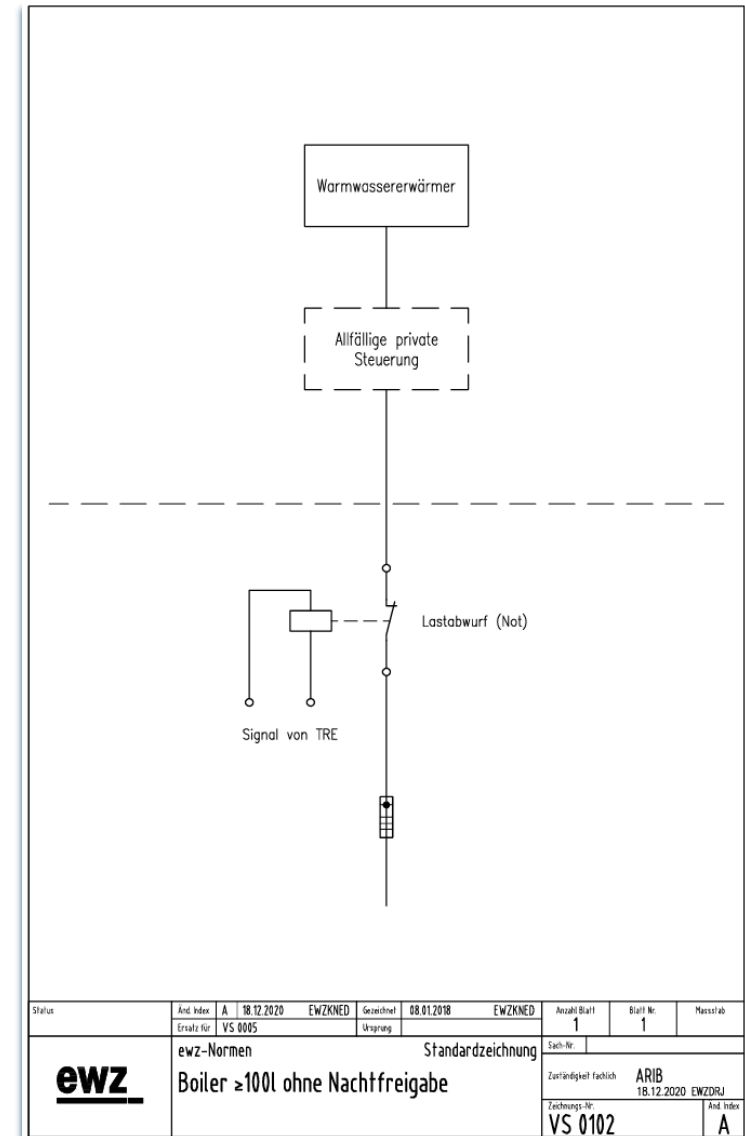 Warmwassererwärmer
Allfällige private
Steuerung
Lastabwurf (Not)
Signal von TRE
Status
Änd. Index A 18.12.2020 EWZKNED Gezeichnet 08.01.2018 EWZKNED Anzahl Blatt Blatt Nr. Massstab
Ersatz für VS 0005 Ursprung 1 1
ewz-Normen Standardzeichnung Sach-Nr.
ewz
Boiler ≥100l ohne Nachtfreigabe
Zuständigkeit fachlich ARIB
18.12.2020 EWZDRJ
Zeichnungs-Nr. Änd. Index
VS 0102 A